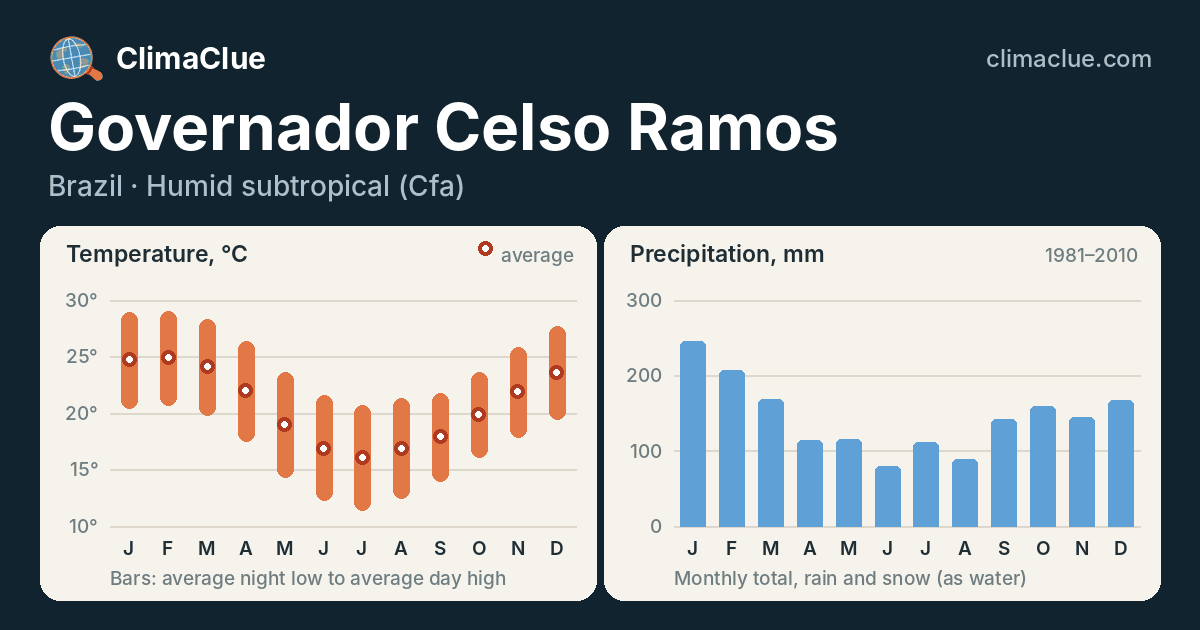 ClimaClue
climaclue.com
Governador Celso Ramos
Brazil · Humid subtropical (Cfa)
Temperature, °C
average
30°
25°
20°
15°
10°
J F M A M J J A S O N D
Bars: average night low to average day high
Precipitation, mm
1981–2010
300
200
100
0
J F M A M J J A S O N D
Monthly total, rain and snow (as water)